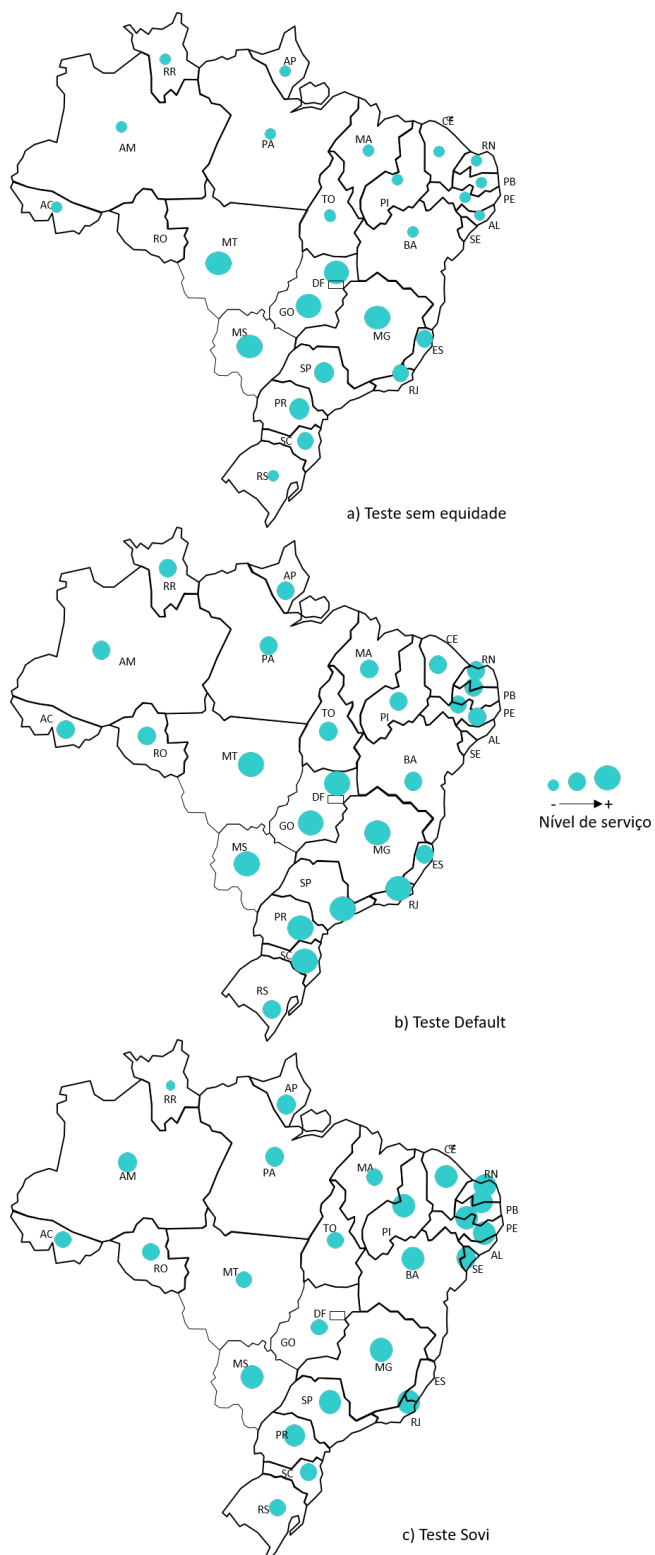 AP
RR
CE
RN
MA
PA
AM
PB
PI
PE
TO
AC
AL
RO
SE
MT
BA
DF
GO
MS
MG
ES
SP
RJ
PR
SC
RS
a) Teste sem equidade
AP
RR
CE
RN
MA
PA
AM
PB
PI
PE
TO
AC
AL
RO
SE
MT
BA
DF
GO
MS
MG
ES
SP
RJ
PR
SC
RS
- +
Nível de serviço
b) Teste Default
AP
RR
CE
RN
MA
PA
AM
PB
PI
PE
TO
AC
AL
RO
SE
MT
BA
DF
GO
MS
MG
ES
SP
RJ
PR
SC
RS
c) Teste Sovi